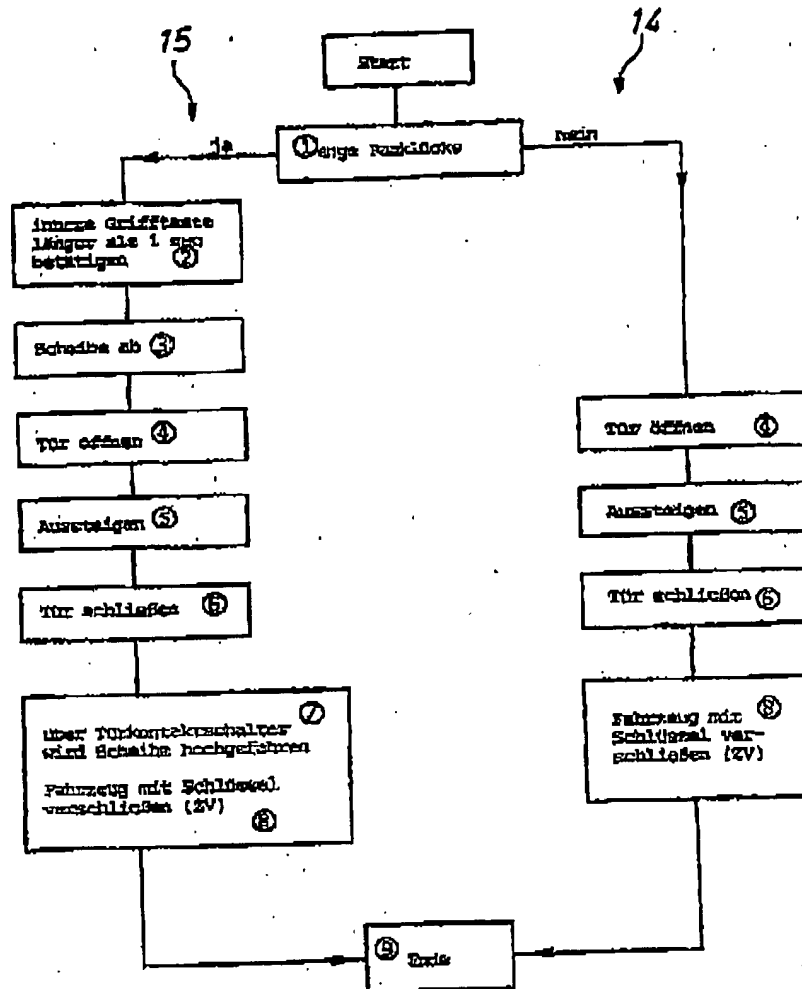 15
14
Start
① enge Parklücke
ja
nein
innere Grifftaste
länger als 1 sec
betätigen ②
Scheibe ab ③
Tür öffnen ④
Aussteigen ⑤
Tür schließen ⑥
⑦
über Türkontaktschalter
wird Scheibe hochgefahren
Fahrzeug mit Schlüssel
verschließen (ZV)
⑧
Tür öffnen ④
Aussteigen ⑤
Tür schließen ⑥
Fahrzeug mit ⑧
Schlüssel ver-
schließen (ZV)
⑨ Ende